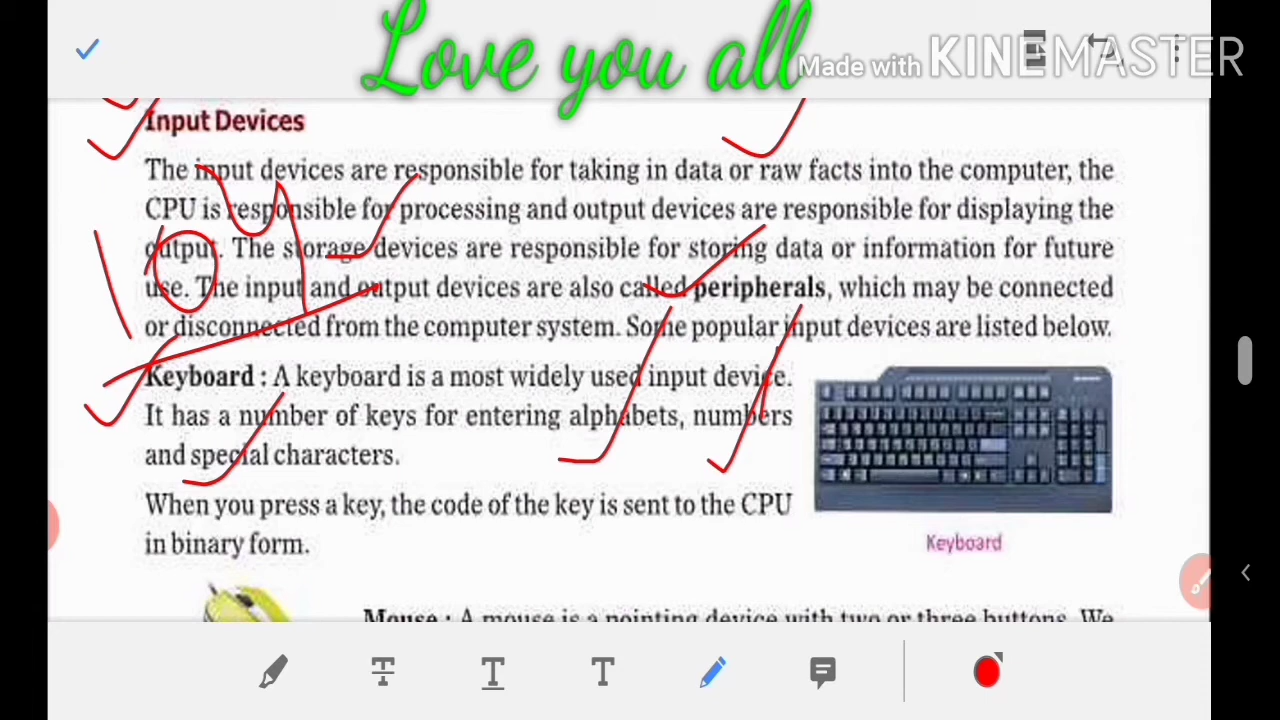 Love you all
Made with KINEMASTER
Input Devices
The input devices are responsible for taking in data or raw facts into the computer, the
CPU is responsible for processing and output devices are responsible for displaying the
output. The storage devices are responsible for storing data or information for future
use. The input and output devices are also called peripherals, which may be connected
or disconnected from the computer system. Some popular input devices are listed below.
Keyboard : A keyboard is a most widely used input device.
It has a number of keys for entering alphabets, numbers
and special characters.
When you press a key, the code of the key is sent to the CPU
in binary form.
Keyboard
Mouse : A mouse is a pointing device with two or three buttons. We